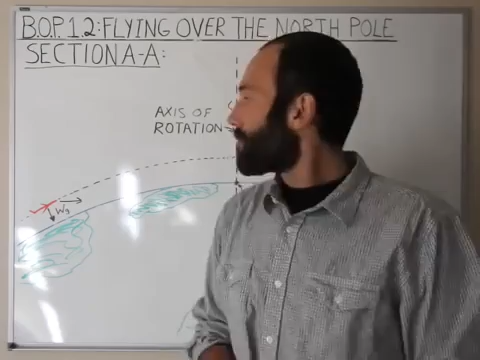 B.O.P. 1.2: FLYING OVER THE NORTH POLE
SECTION A-A:
AXIS OF
ROTATION